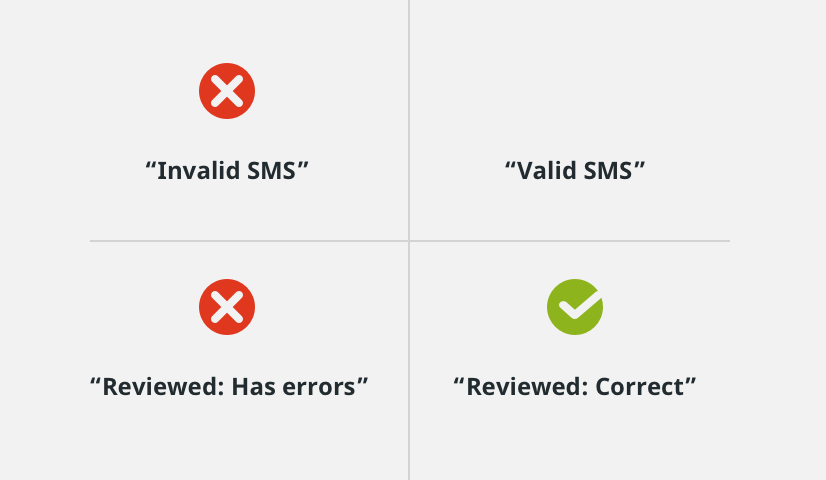 “Invalid SMS”
“Valid SMS”
“Reviewed: Has errors”
“Reviewed: Correct”